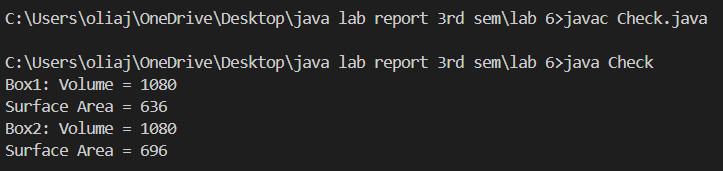 C:\Users\oliaj\OneDrive\Desktop\java lab report 3rd sem\lab 6>javac Check.java
C:\Users\oliaj\OneDrive\Desktop\java lab report 3rd sem\lab 6>java Check
Box1: Volume = 1080
Surface Area = 636
Box2: Volume = 1080
Surface Area = 696